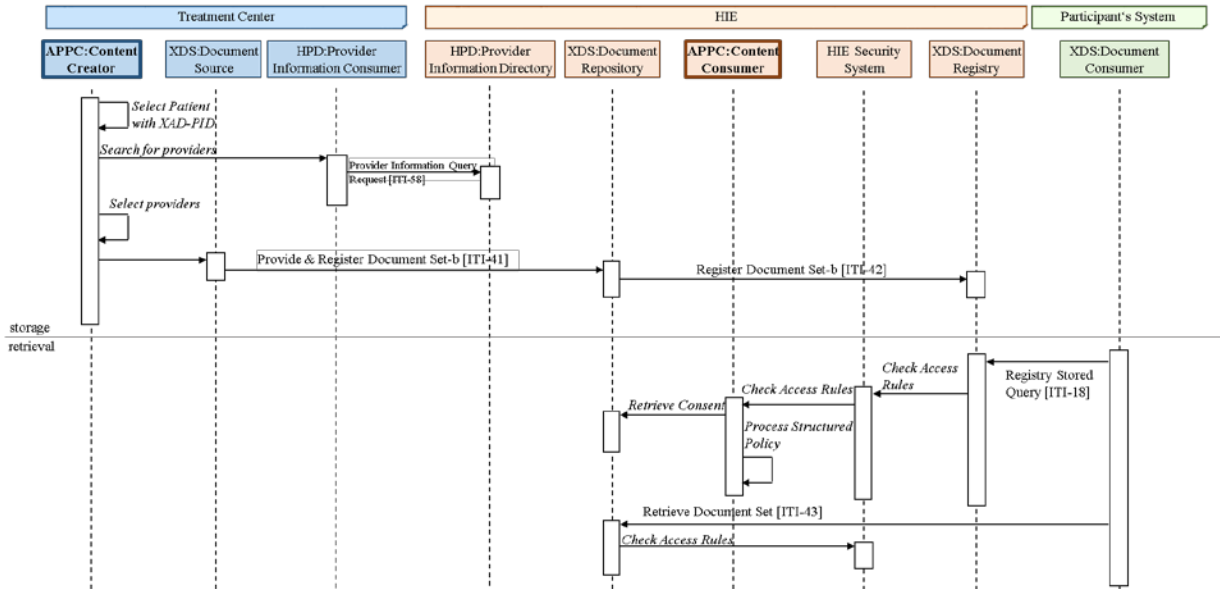 Treatment Center
HIE
Participant's System
APPC:Content
Creator
XDS:Document
Source
HPD:Provider
Information Consumer
HPD:Provider
Information Directory
XDS:Document
Repository
APPC:Content
Consumer
HIE Security
System
XDS:Document
Registry
XDS:Document
Consumer
Select Patient
with XAD-PID
Search for providers
Provider Information Query
Request [ITI-58]
Select providers
Provide & Register Document Set-b [ITI-41]
Register Document Set-b [ITI-42]
storage
retrieval
Registry Stored
Query [ITI-18]
Check Access
Rules
Check Access Rules
Retrieve Consent
Process Structured
Policy
Retrieve Document Set [ITI-43]
Check Access Rules